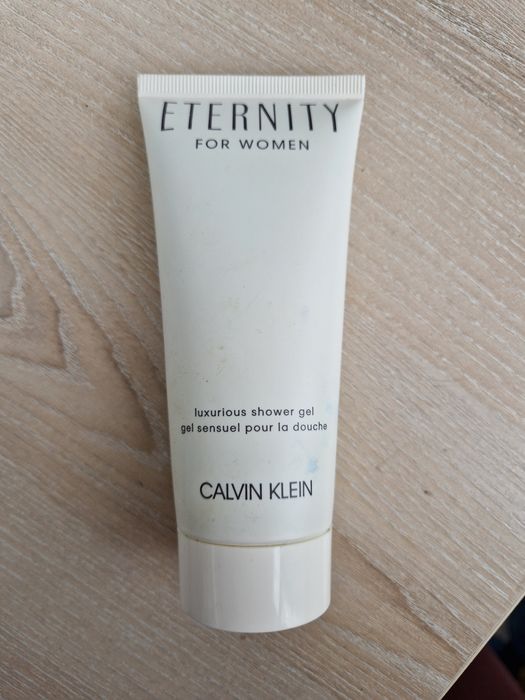 ETERNITY
FOR WOMEN
luxurious shower gel
gel sensuel pour la douche
CALVIN KLEIN